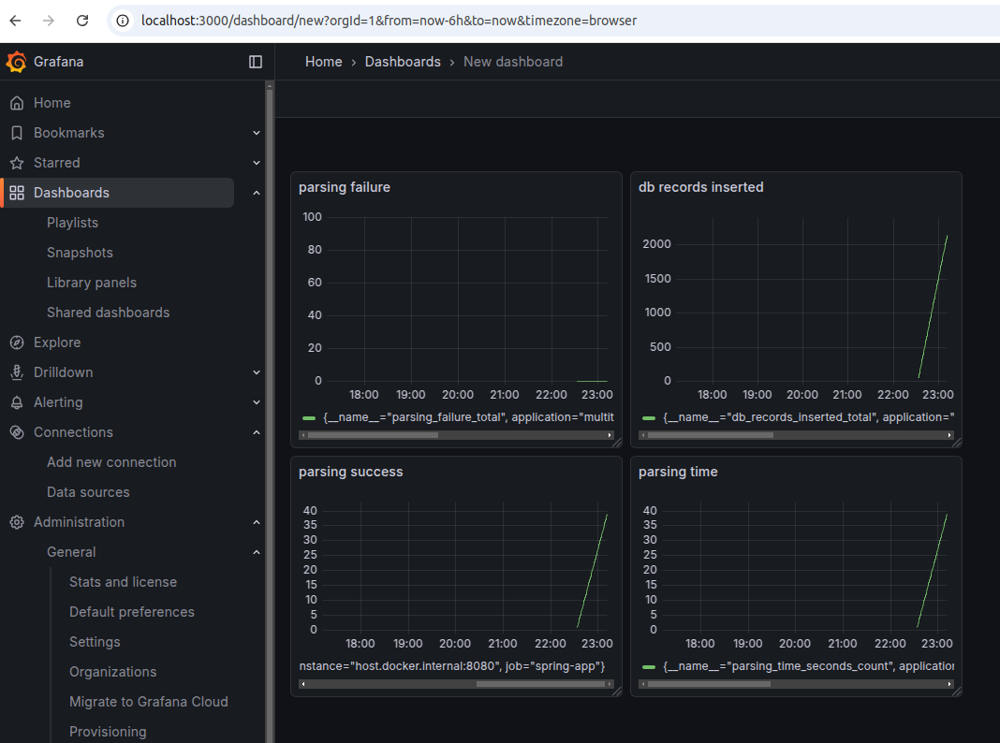 localhost:3000/dashboard/new?orgId=1&from=now-6h&to=now&timezone=browser
Grafana
Home › Dashboards › New dashboard
Home
Bookmarks
Starred
Dashboards
Playlists
Snapshots
Library panels
Shared dashboards
Explore
Drilldown
Alerting
Connections
Add new connection
Data sources
Administration
General
Stats and license
Default preferences
Settings
Organizations
Migrate to Grafana Cloud
Provisioning
parsing failure
100
80
60
40
20
0
18:00 19:00 20:00 21:00 22:00 23:00
{__name__="parsing_failure_total", application="multit
db records inserted
2000
1500
1000
500
0
18:00 19:00 20:00 21:00 22:00 23:00
{__name__="db_records_inserted_total", application="
parsing success
40
35
30
25
20
15
10
5
0
18:00 19:00 20:00 21:00 22:00 23:00
nstance="host.docker.internal:8080", job="spring-app"}
parsing time
40
35
30
25
20
15
10
5
0
18:00 19:00 20:00 21:00 22:00 23:00
{__name__="parsing_time_seconds_count", application